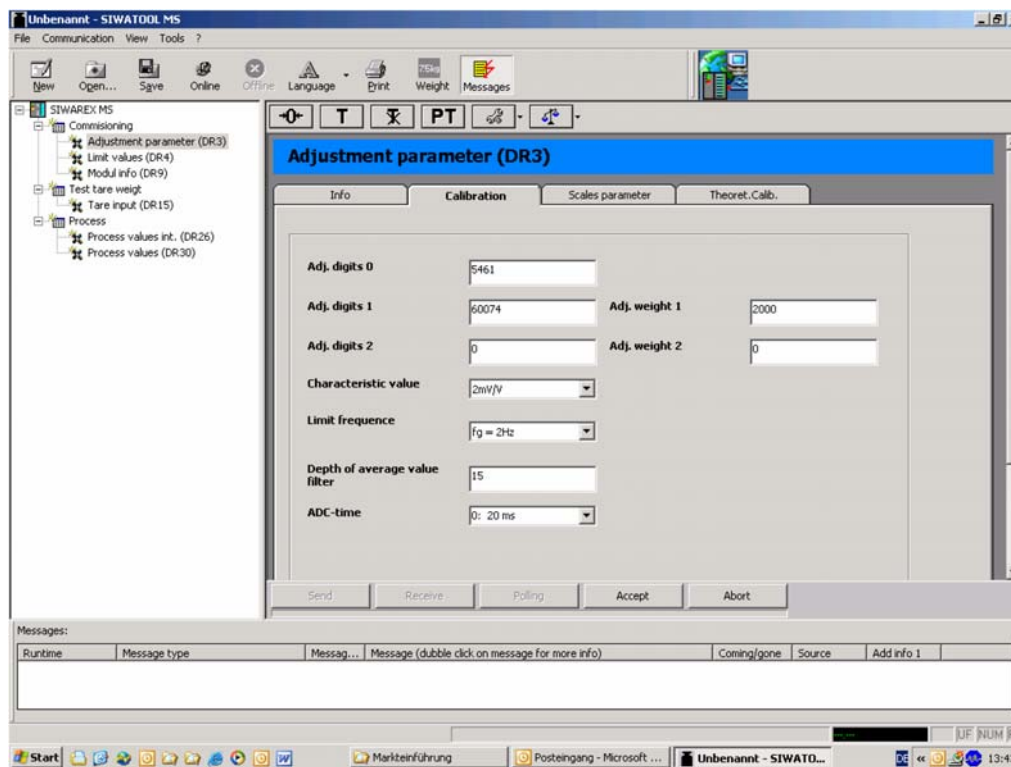 Unbenannt - SIWATOOL MS
File Communication View Tools ?
New Open... Save Online Offline Language Print Weight Messages
SIWAREX MS
Commisioning
Adjustment parameter (DR3)
Limit values (DR4)
Modul info (DR9)
Test tare weigt
Tare input (DR15)
Process
Process values int. (DR26)
Process values (DR30)
T T PT
Adjustment parameter (DR3)
Info Calibration Scales parameter Theoret.Calib.
Adj. digits 0 5461
Adj. digits 1 60074 Adj. weight 1 2000
Adj. digits 2 0 Adj. weight 2 0
Characteristic value 2mV/V
Limit frequence fg = 2Hz
Depth of average value
filter 15
ADC-time 0: 20 ms
Send Receive Polling Accept Abort
Messages:
Runtime Message type Messag... Message (dubble click on message for more info) Coming/gone Source Add info 1
UF NUM
Start Markteinführung Posteingang - Microsoft ... Unbenannt - SIWATO... DE « 13:4